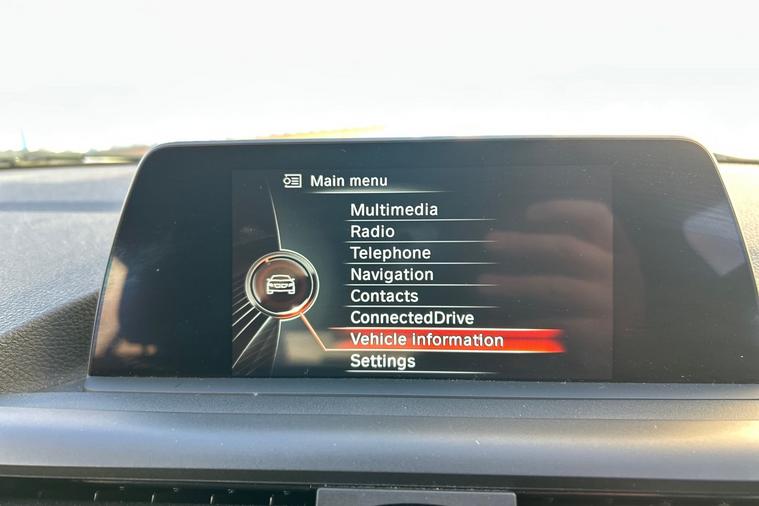 Main menu
Multimedia
Radio
Telephone
Navigation
Contacts
ConnectedDrive
Vehicle information
Settings